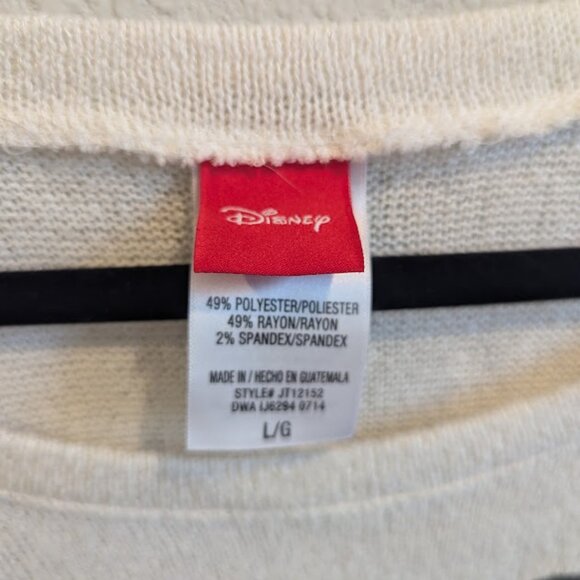 Disney
49% POLYESTER/POLIESTER
49% RAYON/RAYON
2% SPANDEX/SPANDEX
MADE IN / HECHO EN GUATEMALA
STYLE# JT12152
DWA IJ6294 0714
L/G